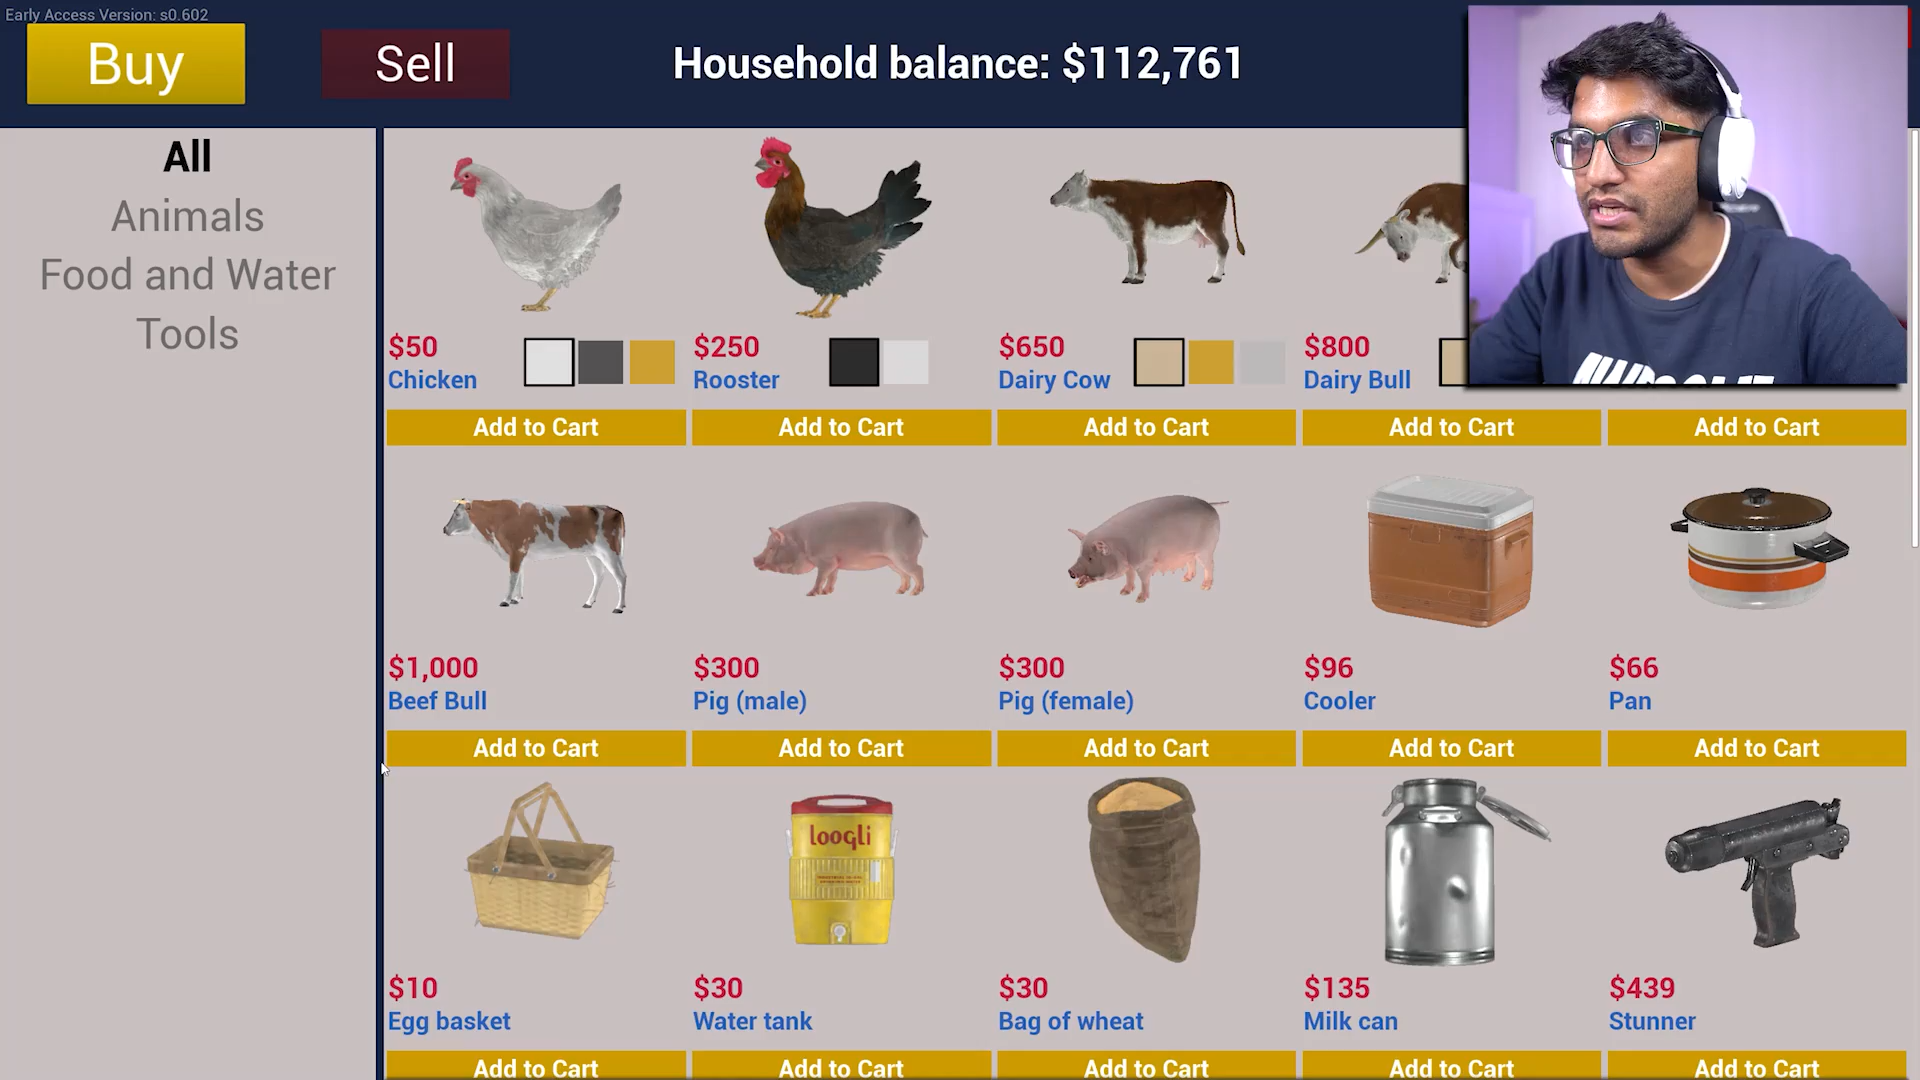 Early Access Version: s0.602
Buy
Sell
Household balance: $112,761
All
Animals
Food and Water
Tools
$50
Chicken
$250
Rooster
$650
Dairy Cow
$800
Dairy Bull
Add to Cart
Add to Cart
Add to Cart
Add to Cart
Add to Cart
$1,000
Beef Bull
$300
Pig (male)
$300
Pig (female)
$96
Cooler
$66
Pan
Add to Cart
Add to Cart
Add to Cart
Add to Cart
Add to Cart
loogli
$10
Egg basket
$30
Water tank
$30
Bag of wheat
$135
Milk can
$439
Stunner
Add to Cart
Add to Cart
Add to Cart
Add to Cart
Add to Cart